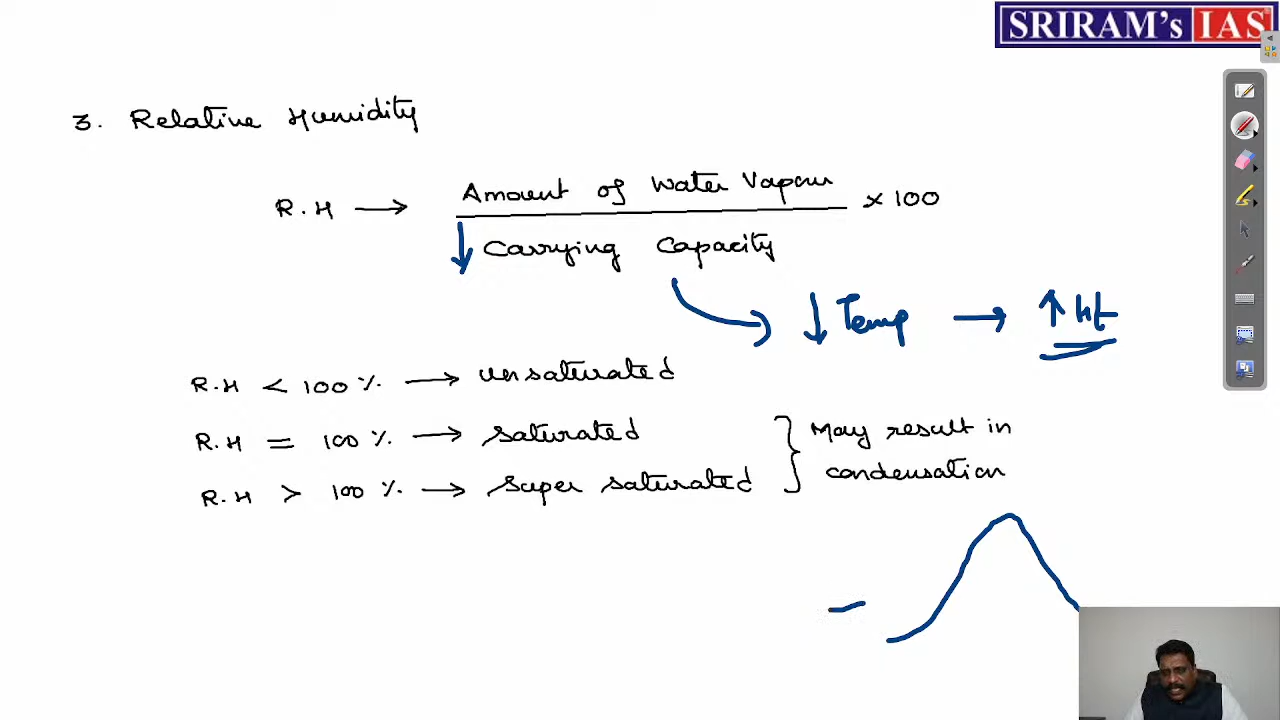 SRIRAM's IAS
3. Relative Humidity
R.H → Amount of Water Vapour × 100
↓ Carrying Capacity
↓ Temp → ↑ Ht
R.H < 100 % → unsaturated
R.H = 100 % → saturated
R.H > 100 % → super saturated
May result in
condensation